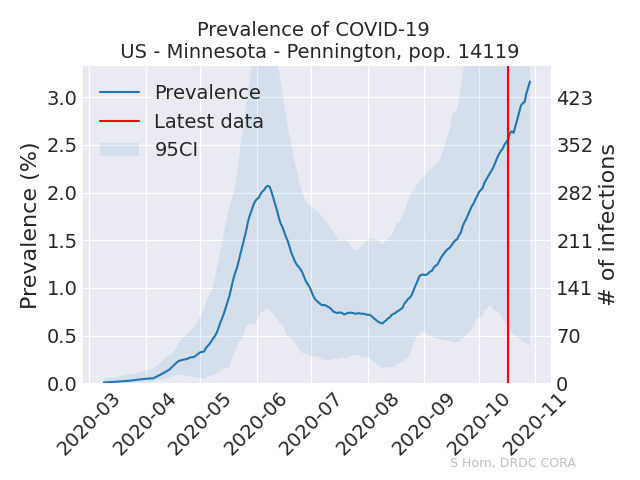 Prevalence of COVID-19
US - Minnesota - Pennington, pop. 14119
Prevalence
Latest data
95CI
Prevalence (%)
3.0
2.5
2.0
1.5
1.0
0.5
0.0
423
352
282
211
141
70
0
# of infections
2020-03
2020-04
2020-05
2020-06
2020-07
2020-08
2020-09
2020-10
2020-11
S Horn, DRDC CORA